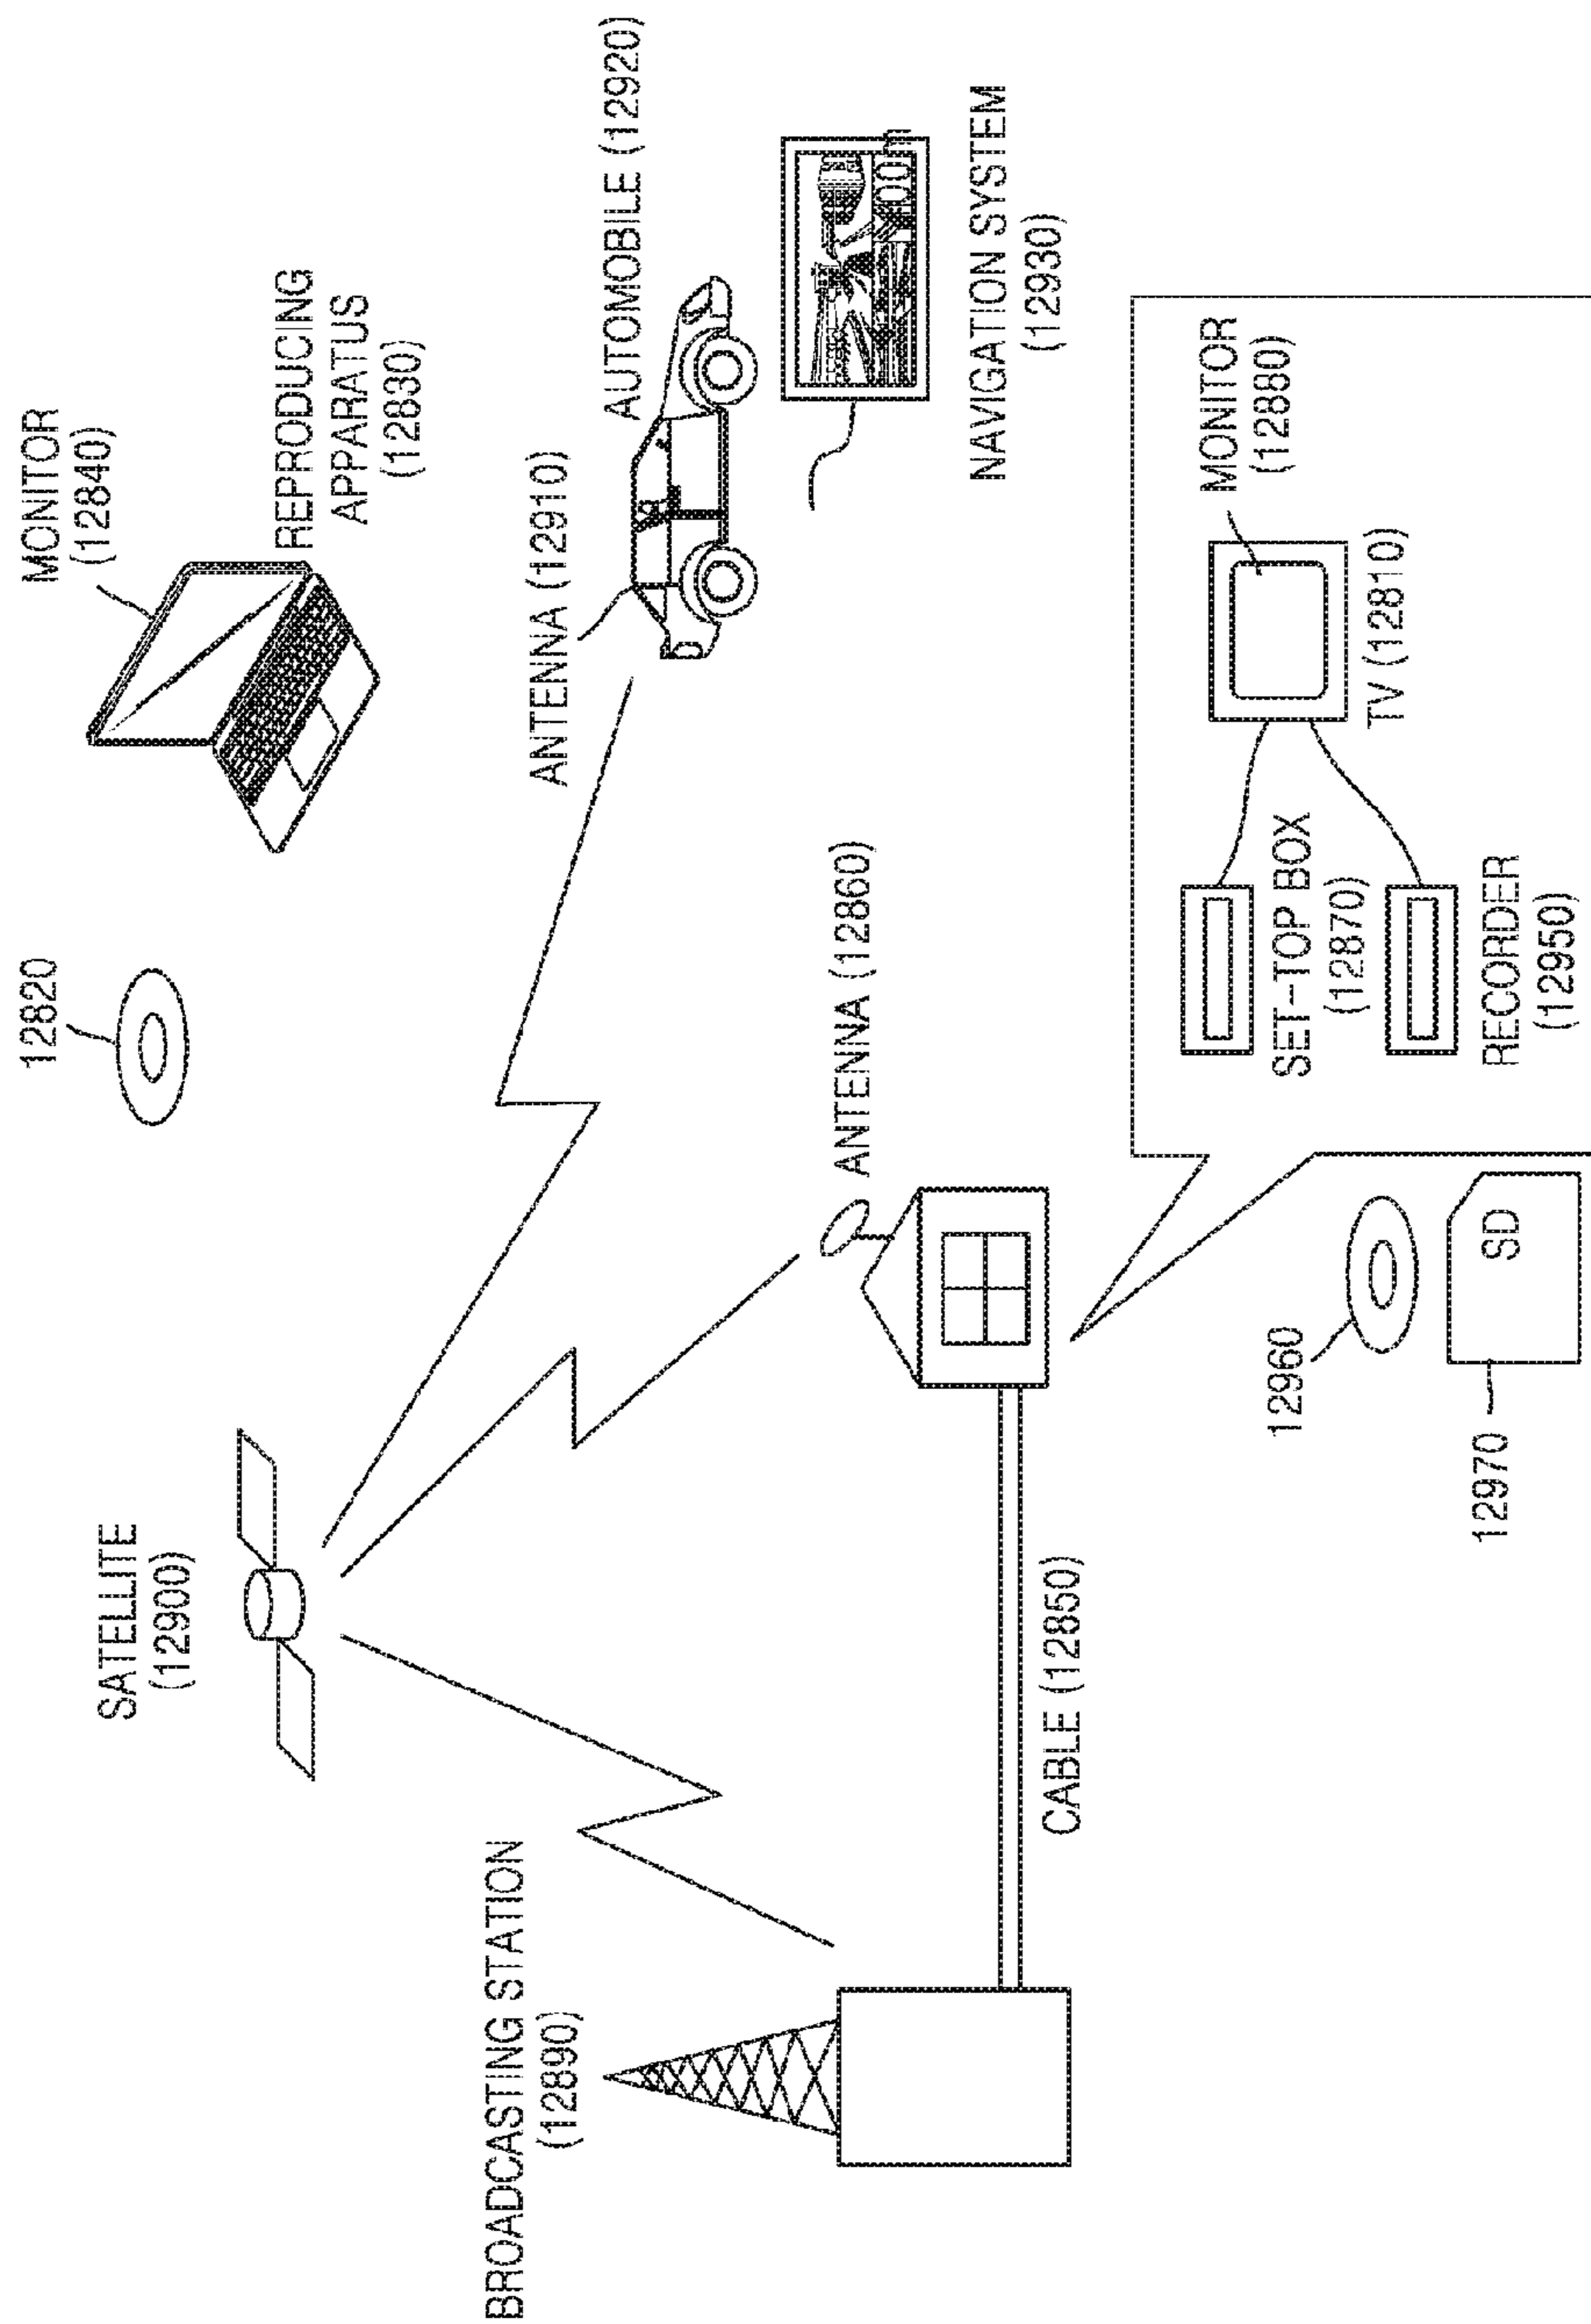 SATELLITE
(12900)
12820
MONITOR
(12840)
REPRODUCING
APPARATUS
(12830)
BROADCASTING STATION
(12890)
ANTENNA (12910)
AUTOMOBILE (12920)
ANTENNA (12860)
NAVIGATION SYSTEM
(12930)
CABLE (12850)
12960
12970
SD
SET-TOP BOX
(12870)
RECORDER
(12950)
MONITOR
(12880)
TV (12810)